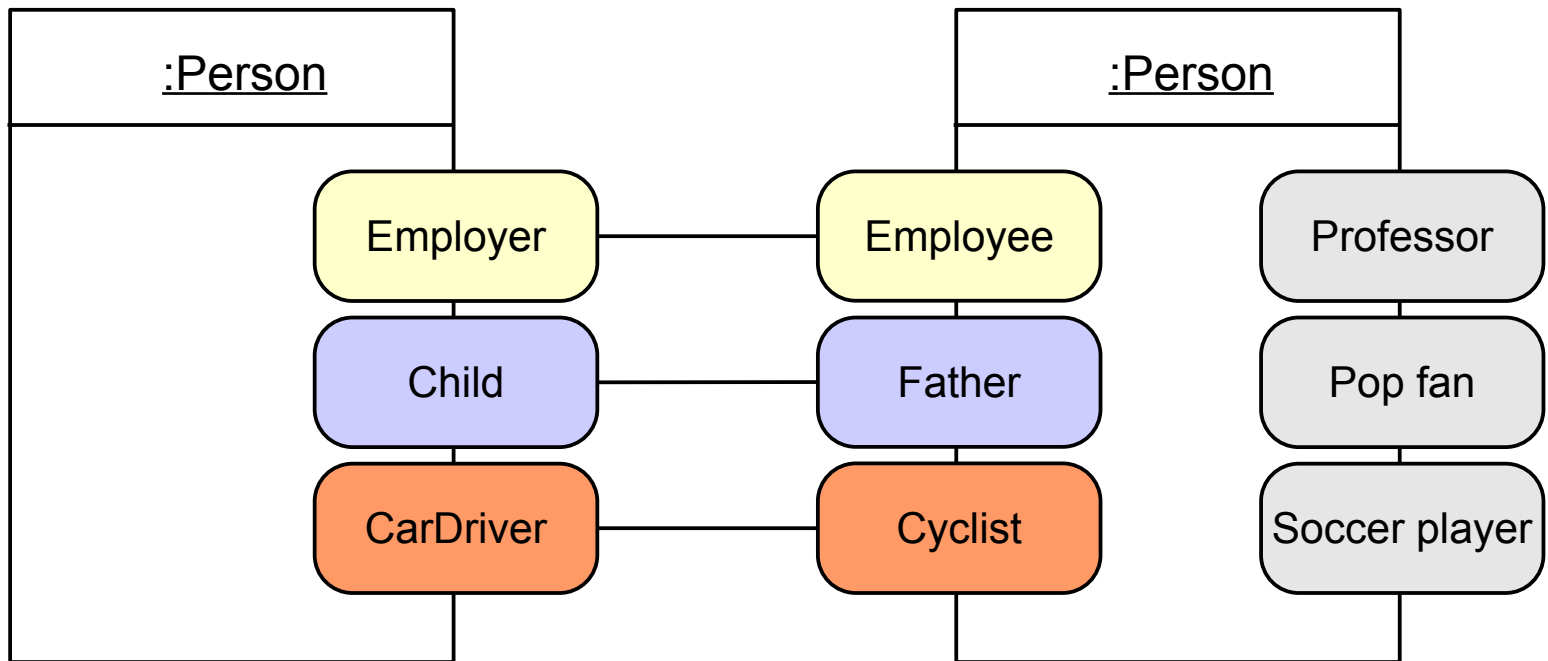 :Person
:Person
Employer
Employee
Professor
Child
Father
Pop fan
CarDriver
Cyclist
Soccer player